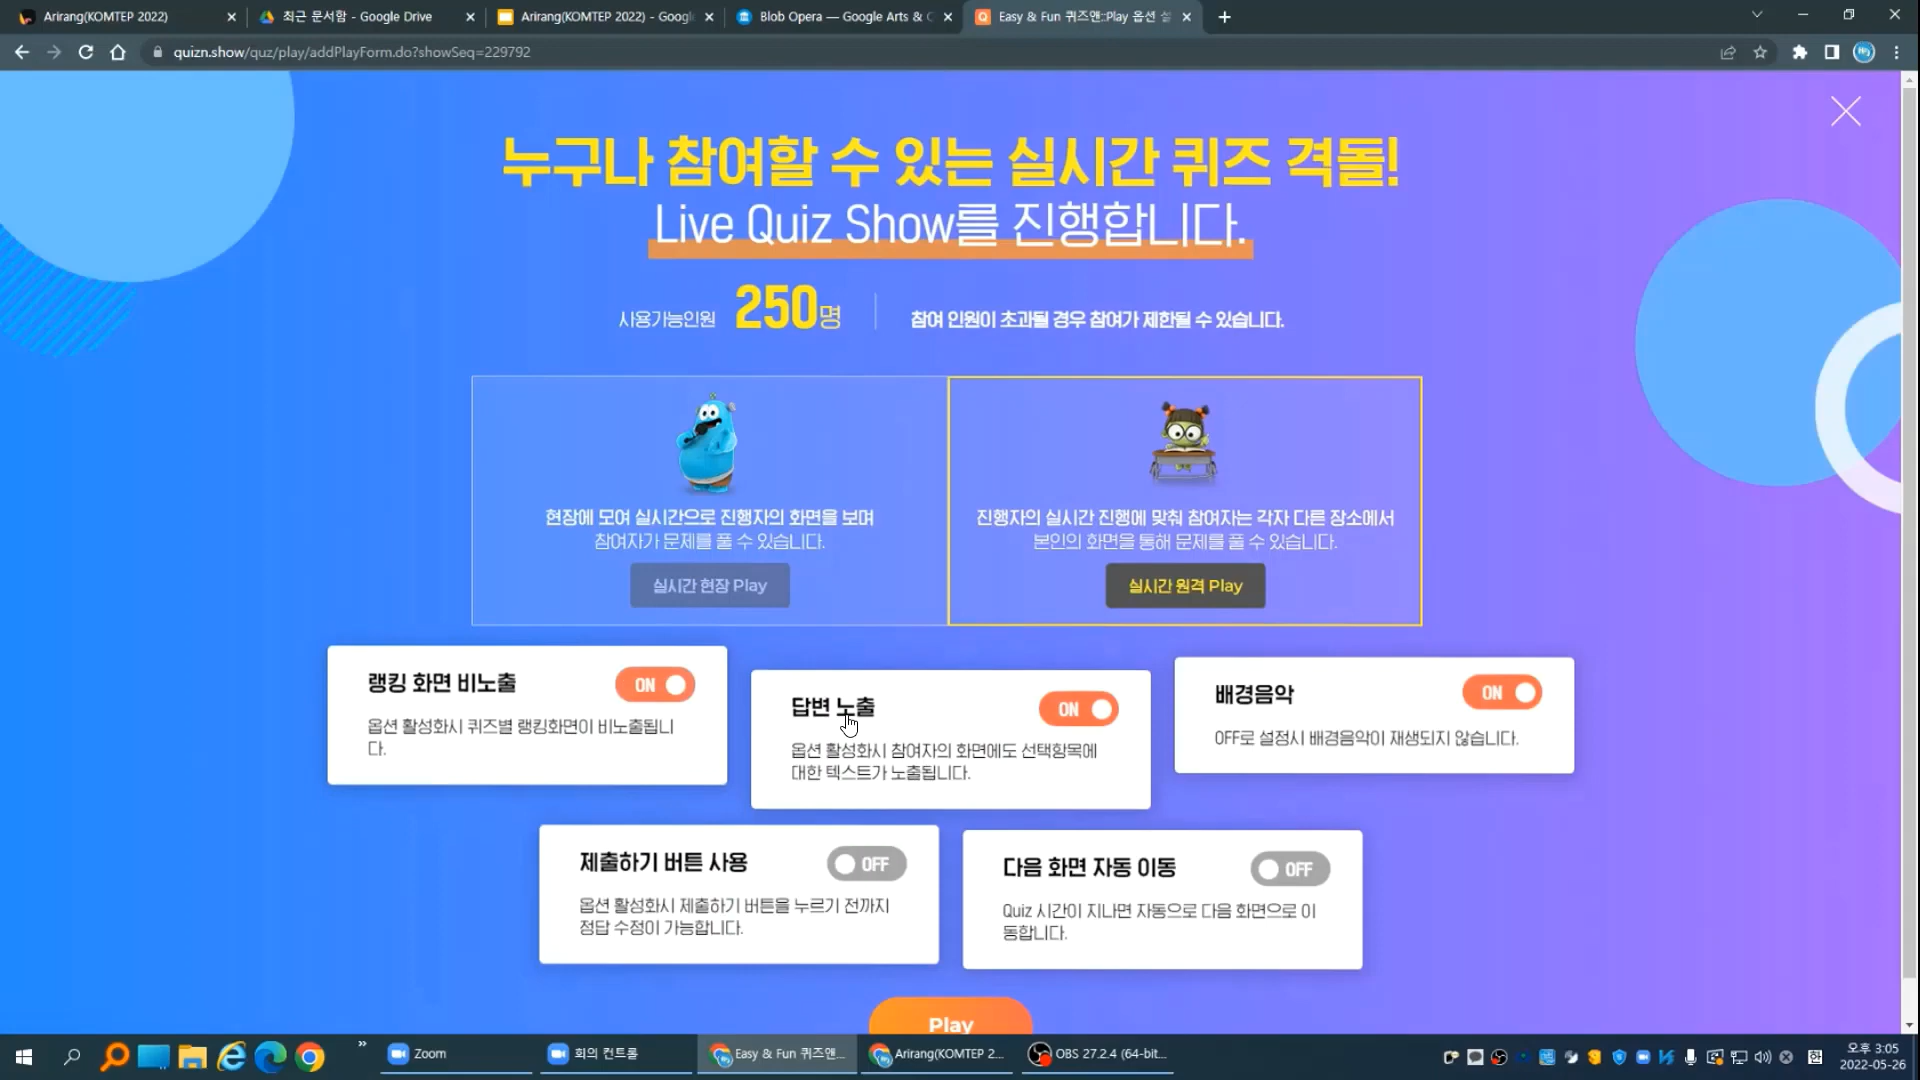 Arirang(KOMTEP 2022)
최근 문서함 - Google Drive
Arirang(KOMTEP 2022) - Googl
Blob Opera — Google Arts & C
Easy & Fun 퀴즈앤::Play 옵션 설
quizn.show/quz/play/addPlayForm.do?showSeq=229792
누구나 참여할 수 있는 실시간 퀴즈 격돌!
Live Quiz Show를 진행합니다.
사용가능인원 250명
참여 인원이 초과될 경우 참여가 제한될 수 있습니다.
현장에 모여 실시간으로 진행자의 화면을 보며
참여자가 문제를 풀 수 있습니다.
실시간 현장 Play
진행자의 실시간 진행에 맞춰 참여자는 각자 다른 장소에서
본인의 화면을 통해 문제를 풀 수 있습니다.
실시간 원격 Play
랭킹 화면 비노출
ON
옵션 활성화시 퀴즈별 랭킹화면이 비노출됩니
다.
답변 노출
ON
옵션 활성화시 참여자의 화면에도 선택항목에
대한 텍스트가 노출됩니다.
배경음악
ON
OFF로 설정시 배경음악이 재생되지 않습니다.
제출하기 버튼 사용
OFF
옵션 활성화시 제출하기 버튼을 누르기 전까지
정답 수정이 가능합니다.
다음 화면 자동 이동
OFF
Quiz 시간이 지나면 자동으로 다음 화면으로 이
동합니다.
Play
Zoom
회의 컨트롤
Easy & Fun 퀴즈앤...
Arirang(KOMTEP 2...
OBS 27.2.4 (64-bit...
한
오후 3:05
2022-05-26